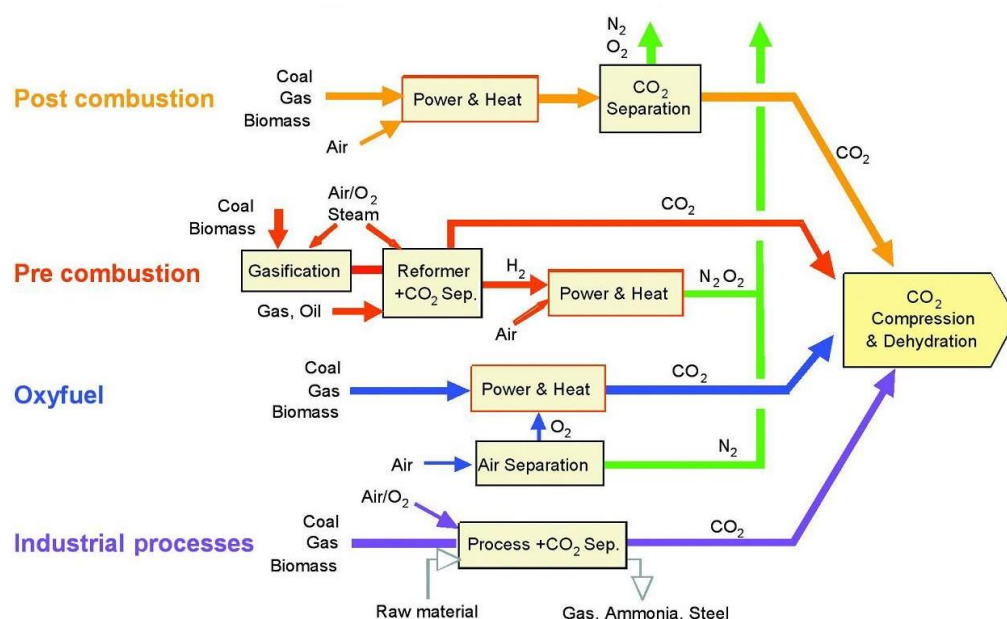 N₂
O₂
Post combustion
Coal
Gas
Biomass
Air
Power & Heat
CO₂
Separation
CO₂
Pre combustion
Coal
Biomass
Air/O₂
Steam
Gasification
Gas, Oil
Reformer
+CO₂ Sep.
H₂
Air
Power & Heat
N₂ O₂
CO₂
CO₂
Compression
& Dehydration
Oxyfuel
Coal
Gas
Biomass
Power & Heat
CO₂
O₂
Air
Air Separation
N₂
Industrial processes
Air/O₂
Coal
Gas
Biomass
Process +CO₂ Sep.
CO₂
Raw material
Gas, Ammonia, Steel